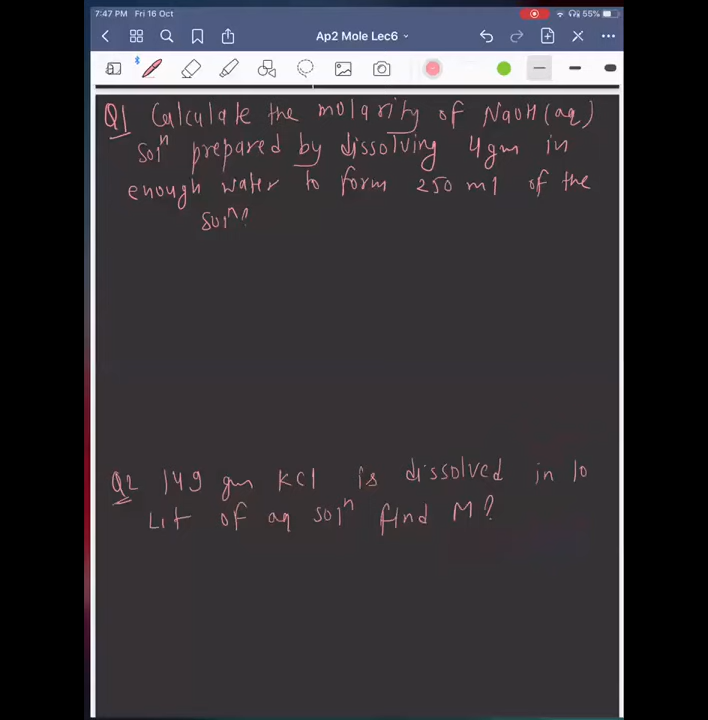 7:47 PM Fri 16 Oct
55%
Ap2 Mole Lec6
Q1 Calculate the molarity of NaOH (aq)
solⁿ prepared by dissolving 4gm in
enough water to form 250 ml of the
solⁿ?
Q2 149 gm KCl is dissolved in 10
Lit of aq solⁿ find M?